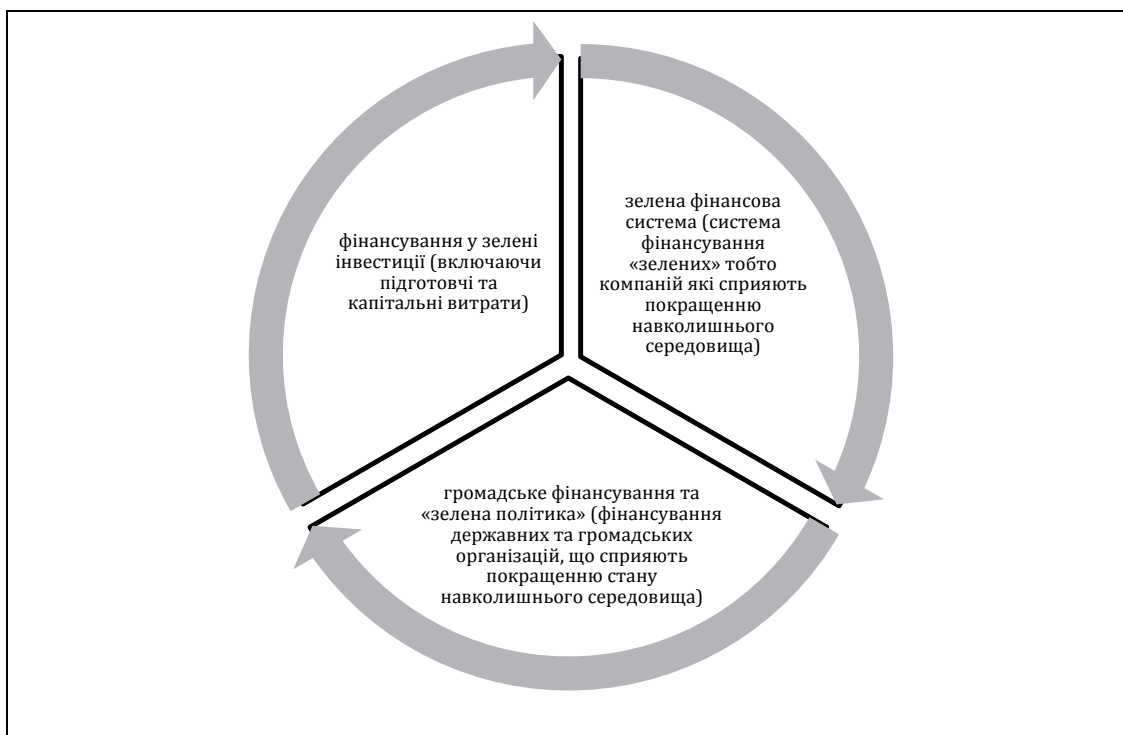 фінансування у зелені
інвестиції (включаючи
підготовчі та
капітальні витрати)
зелена фінансова
система (система
фінансування
«зелених» тобто
компаній які сприяють
покращенню
навколишнього
середовища)
громадське фінансування та
«зелена політика» (фінансування
державних та громадських
організацій, що сприяють
покращенню стану
навколишнього середовища)